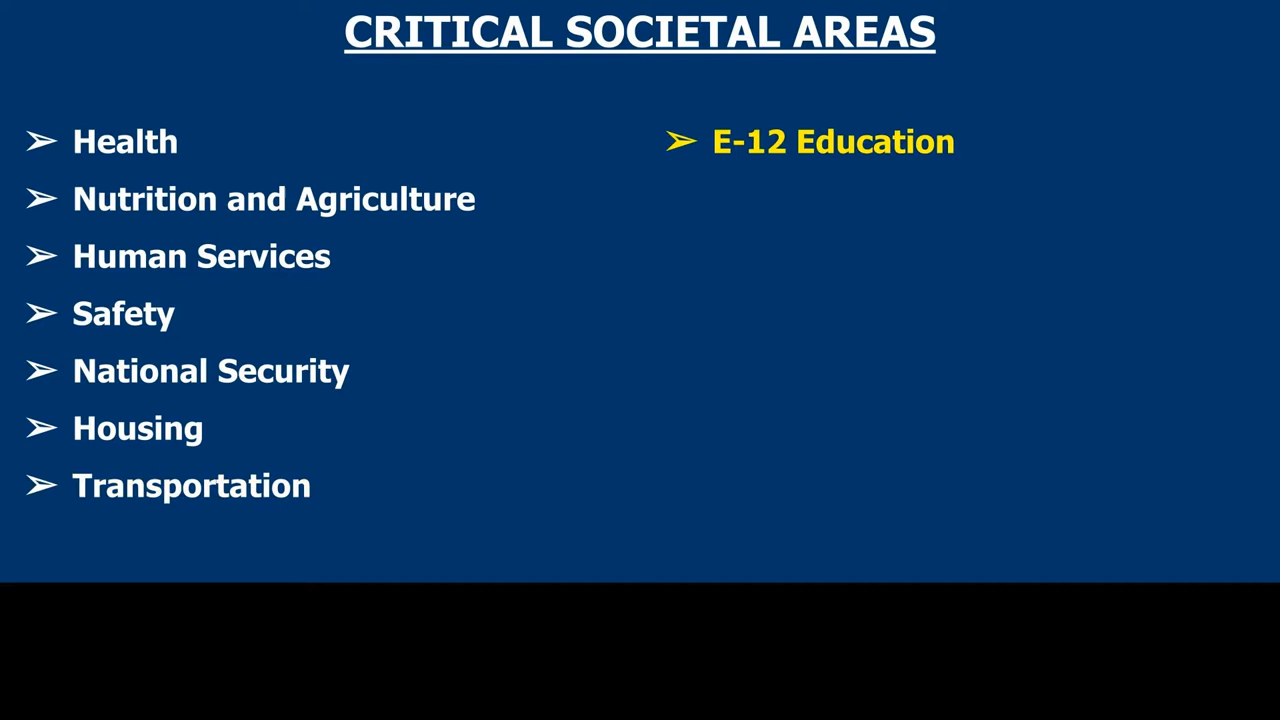 CRITICAL SOCIETAL AREAS
➢ Health
➢ Nutrition and Agriculture
➢ Human Services
➢ Safety
➢ National Security
➢ Housing
➢ Transportation
➢ E-12 Education